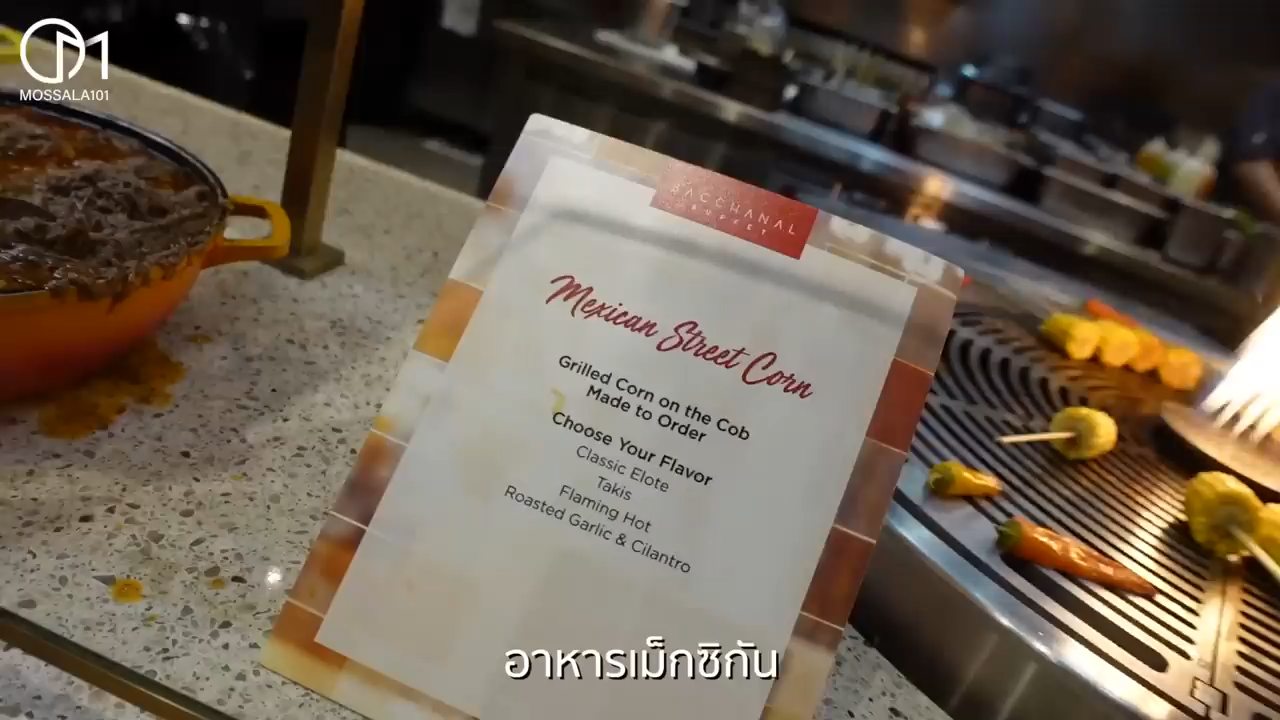 MOSSALA101
BACCHANAL
BUFFET
Mexican Street Corn
Grilled Corn on the Cob
Made to Order
Choose Your Flavor
Classic Elote
Takis
Flaming Hot
Roasted Garlic & Cilantro
อาหารเม็กซิกัน